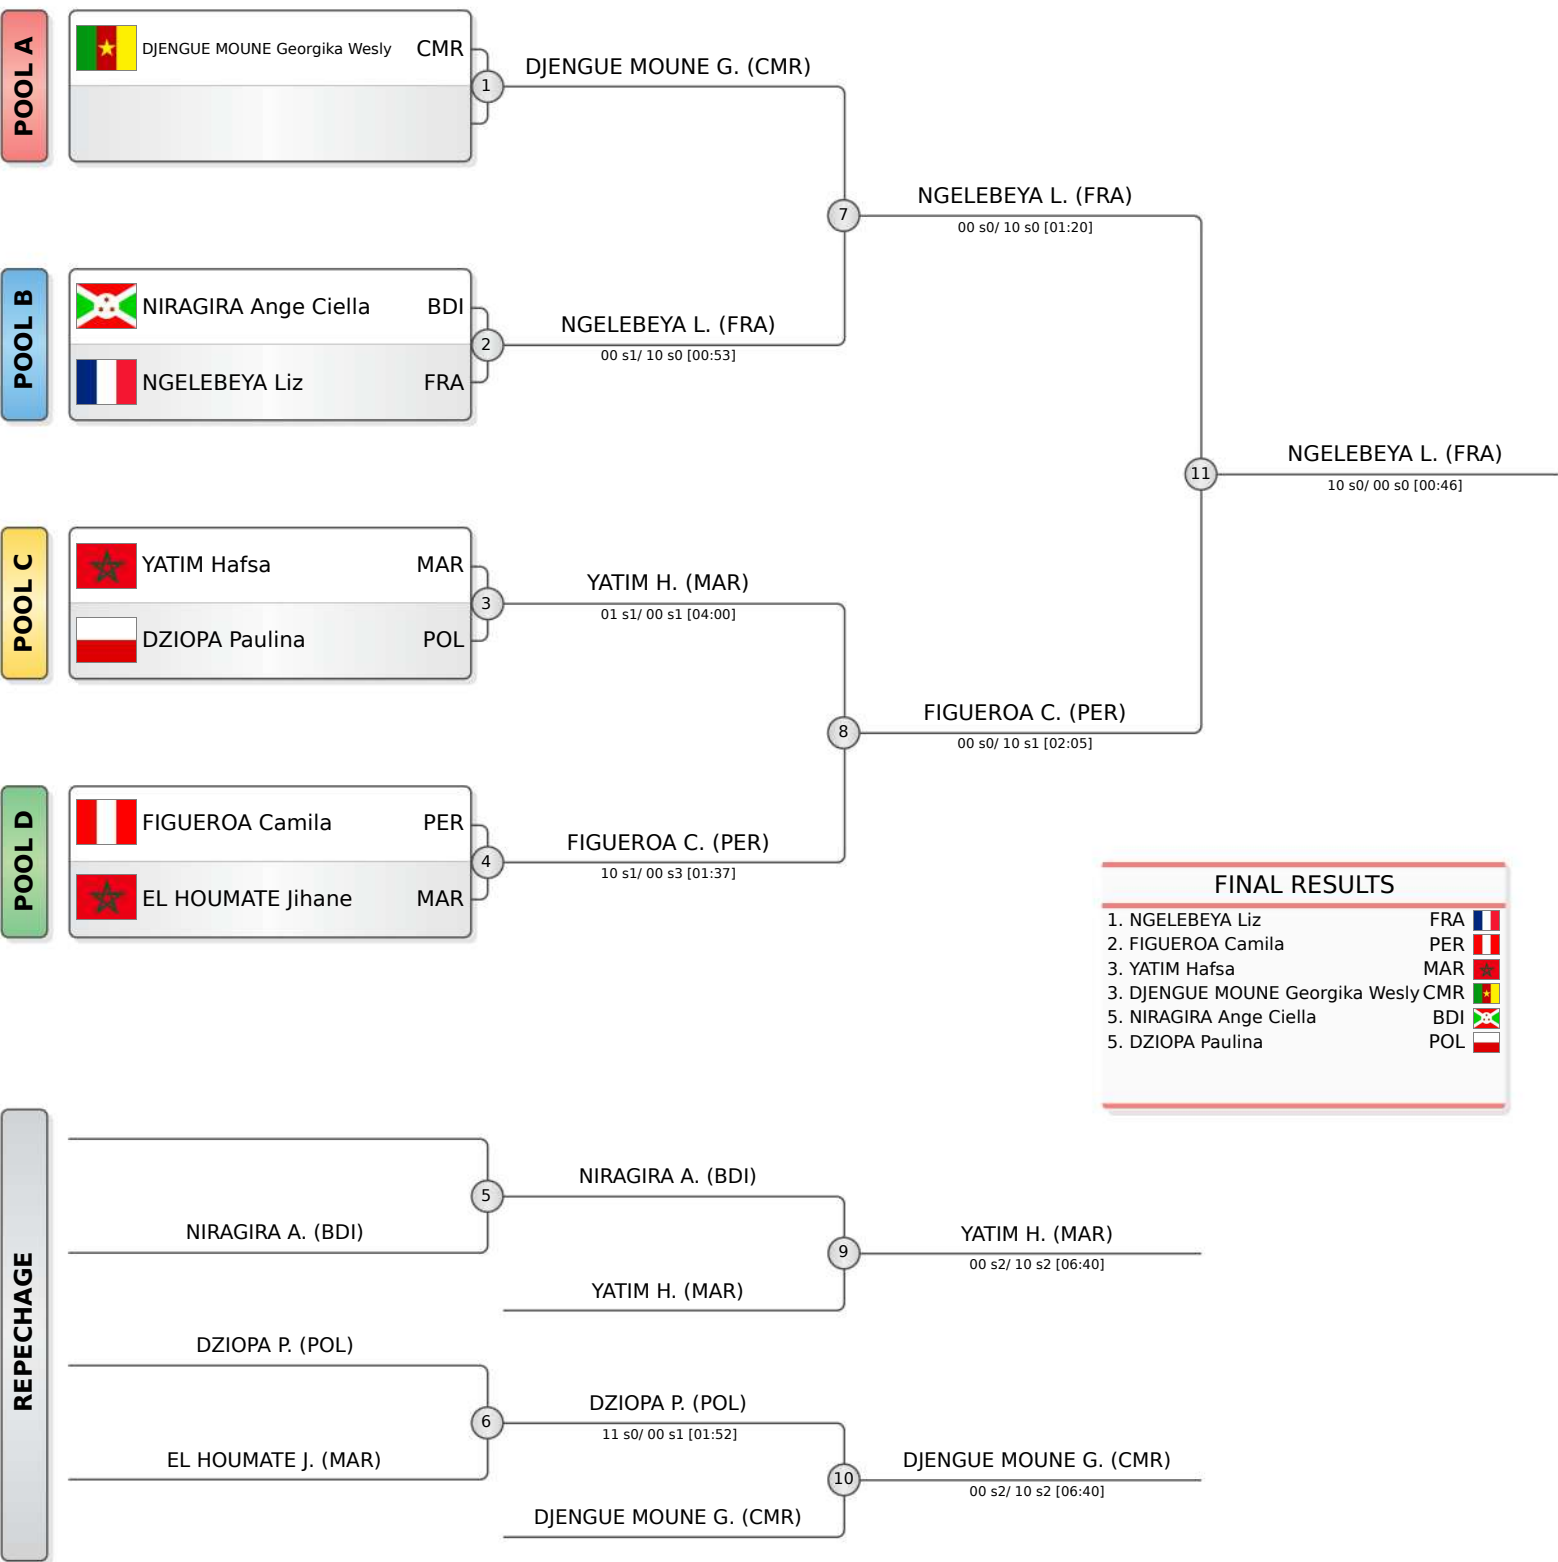 POOL A
DJENGUE MOUNE Georgika Wesly CMR
1
DJENGUE MOUNE G. (CMR)
7
NGELEBEYA L. (FRA)
00 s0/ 10 s0 [01:20]
POOL B
NIRAGIRA Ange Ciella BDI
NGELEBEYA Liz FRA
2
NGELEBEYA L. (FRA)
00 s1/ 10 s0 [00:53]
11
NGELEBEYA L. (FRA)
10 s0/ 00 s0 [00:46]
POOL C
YATIM Hafsa MAR
DZIOPA Paulina POL
3
YATIM H. (MAR)
01 s1/ 00 s1 [04:00]
8
FIGUEROA C. (PER)
00 s0/ 10 s1 [02:05]
POOL D
FIGUEROA Camila PER
EL HOUMATE Jihane MAR
4
FIGUEROA C. (PER)
10 s1/ 00 s3 [01:37]
FINAL RESULTS
1. NGELEBEYA Liz FRA
2. FIGUEROA Camila PER
3. YATIM Hafsa MAR
3. DJENGUE MOUNE Georgika Wesly CMR
5. NIRAGIRA Ange Ciella BDI
5. DZIOPA Paulina POL
REPECHAGE
NIRAGIRA A. (BDI)
5
NIRAGIRA A. (BDI)
YATIM H. (MAR)
9
YATIM H. (MAR)
00 s2/ 10 s2 [06:40]
DZIOPA P. (POL)
EL HOUMATE J. (MAR)
6
DZIOPA P. (POL)
11 s0/ 00 s1 [01:52]
DJENGUE MOUNE G. (CMR)
10
DJENGUE MOUNE G. (CMR)
00 s2/ 10 s2 [06:40]